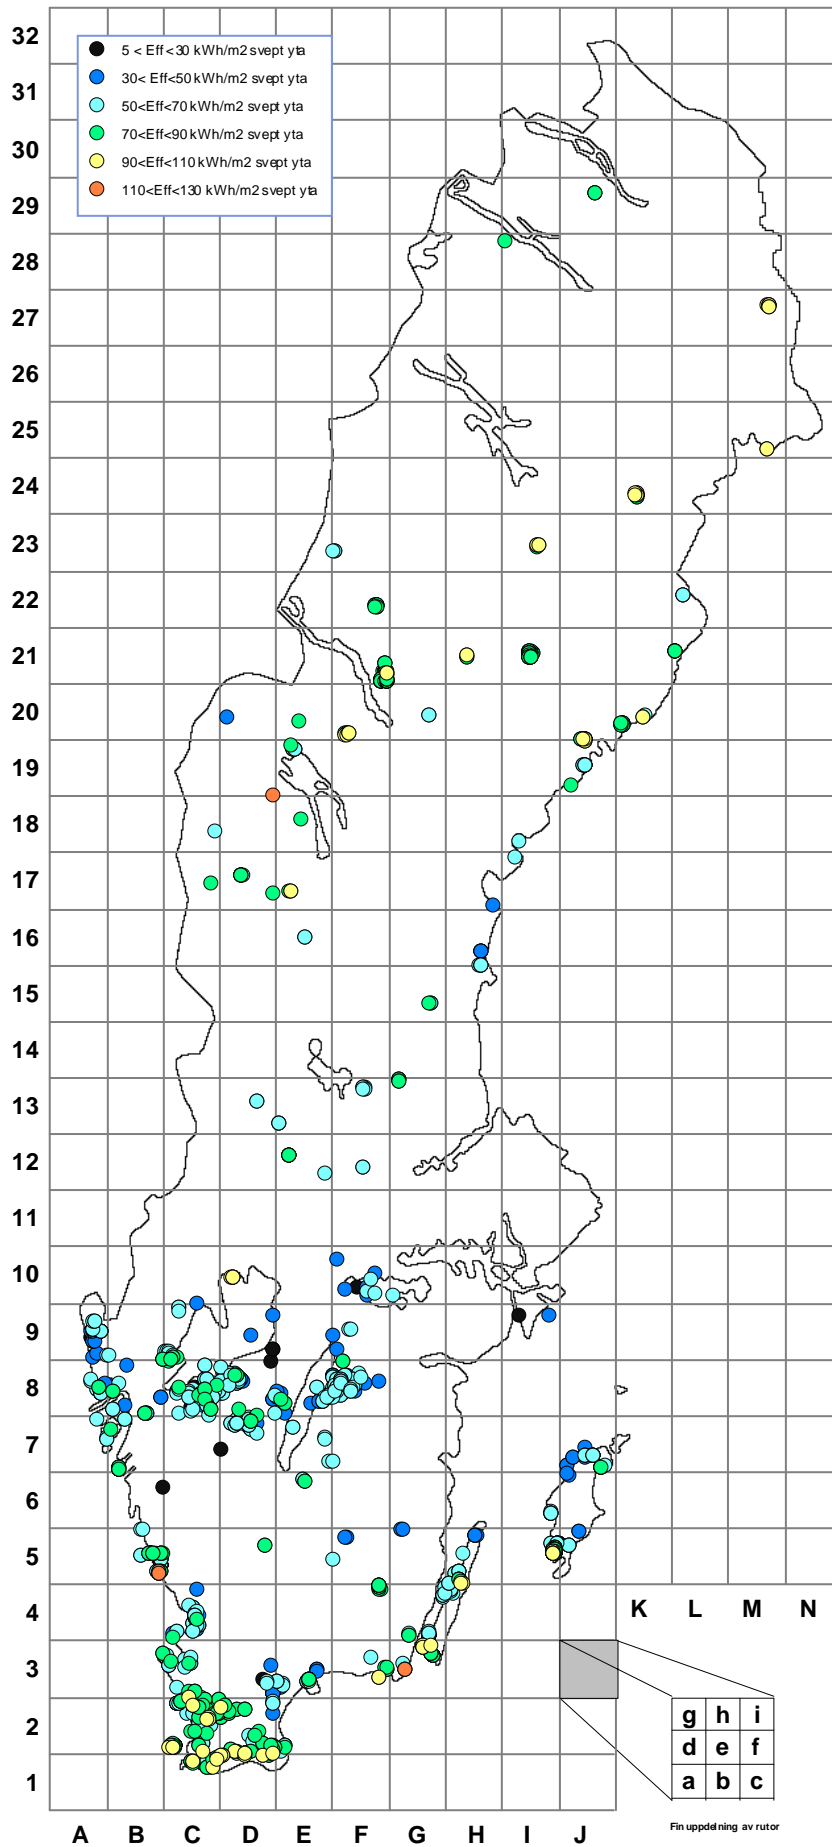 32
5 < Eff<30 kWh/m2 svept yta
30< Eff<50 kWh/m2 svept yta
31
50<Eff<70 kWh/m2 svept yta
70<Eff<90 kWh/m2 svept yta
30
90<Eff<110 kWh/m2 svept yta
110<Eff<130 kWh/m2 svept yta
29
28
27
26
25
24
23
22
21
20
19
18
17
16
15
14
13
12
11
10
9
8
7
6
5
4
K L M N
3
g h i
d e f
2
a b c
1
Fin uppdelning av rutor
A B C D E F G H I J